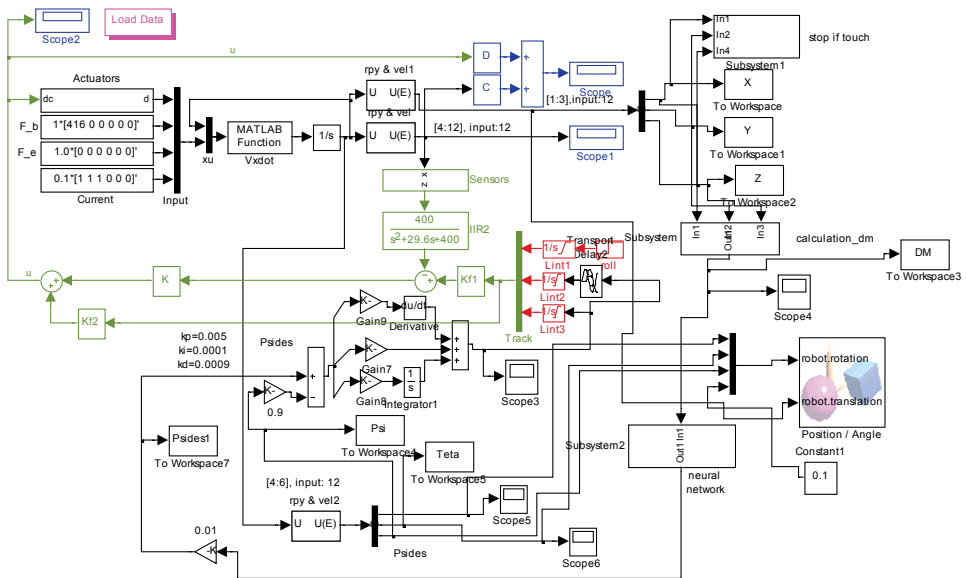 Scope2
Load Data
u
Actuators
dc
d
F_b
1*[416 0 0 0 0 0]'
F_e
1.0*[0 0 0 0 0 0]'
0.1*[1 1 1 0 0 0]'
Current
Input
xu
MATLAB
Function
Vxdot
1/s
rpy & vel1
U
U(E)
rpy & vel
U
U(E)
D
C
+
+
Scope
[1:3],input:12
[4:12], input:12
Scope1
In1
In2
In4
Subsystem1
stop if touch
X
To Workspace
Y
To Workspace1
Z
To Workspace2
x
z
Sensors
400
s²+29.6s+400
IIR2
In1
Out1
In2
In3
Subsystem
calculation_dm
DM
To Workspace3
Scope4
Transport
Delay2
roll
1/s
Lint1
1/s
Lint2
1/s
Lint3
Track
u
K
Kf1
Kf2
kp=0.005
ki=0.0001
kd=0.0009
Psides
K-
Gain9
du/dt
Derivative
K-
Gain7
K-
Gain8
1
s
Integrator1
Scope3
K-
0.9
Psi
To Workspace4
Teta
To Workspace5
Psides1
To Workspace7
[4:6], input: 12
rpy & vel2
U
U(E)
Psides
Scope5
Scope6
Subsystem2
Out1
In1
neural
network
robot.rotation
robot.translation
Position / Angle
Constant1
0.1
0.01
-K-